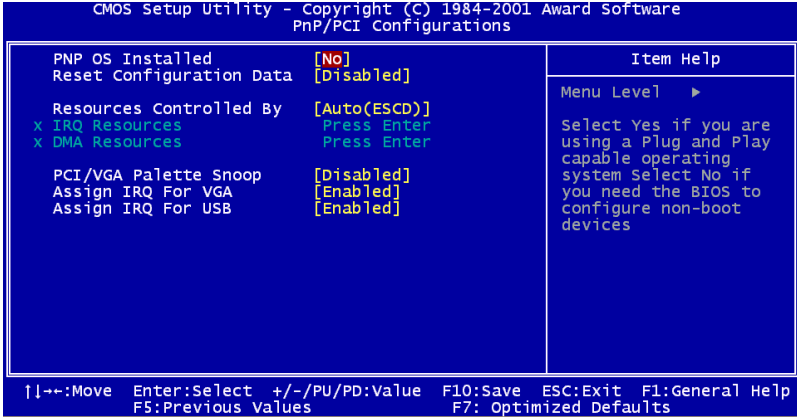 CMOS Setup Utility - Copyright (C) 1984-2001 Award Software
PnP/PCI Configurations
PNP OS Installed [No]
Reset Configuration Data [Disabled]
Resources Controlled By [Auto(ESCD)]
x IRQ Resources Press Enter
x DMA Resources Press Enter
PCI/VGA Palette Snoop [Disabled]
Assign IRQ For VGA [Enabled]
Assign IRQ For USB [Enabled]
Item Help
Menu Level ►
Select Yes if you are
using a Plug and Play
capable operating
system Select No if
you need the BIOS to
configure non-boot
devices
↑↓→←:Move Enter:Select +/-/PU/PD:Value F10:Save ESC:Exit F1:General Help
F5:Previous Values F7: Optimized Defaults